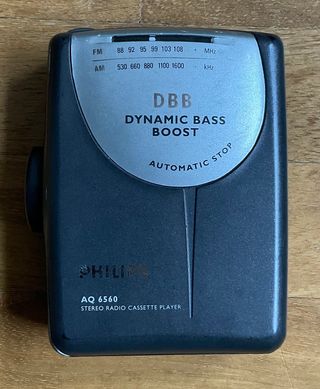 FM 88 92 95 99 103 108 • MHz
AM 530 660 880 1100 1600 • kHz
DBB
DYNAMIC BASS
BOOST
AUTOMATIC STOP
PHILIPS
AQ 6560
STEREO RADIO CASSETTE PLAYER